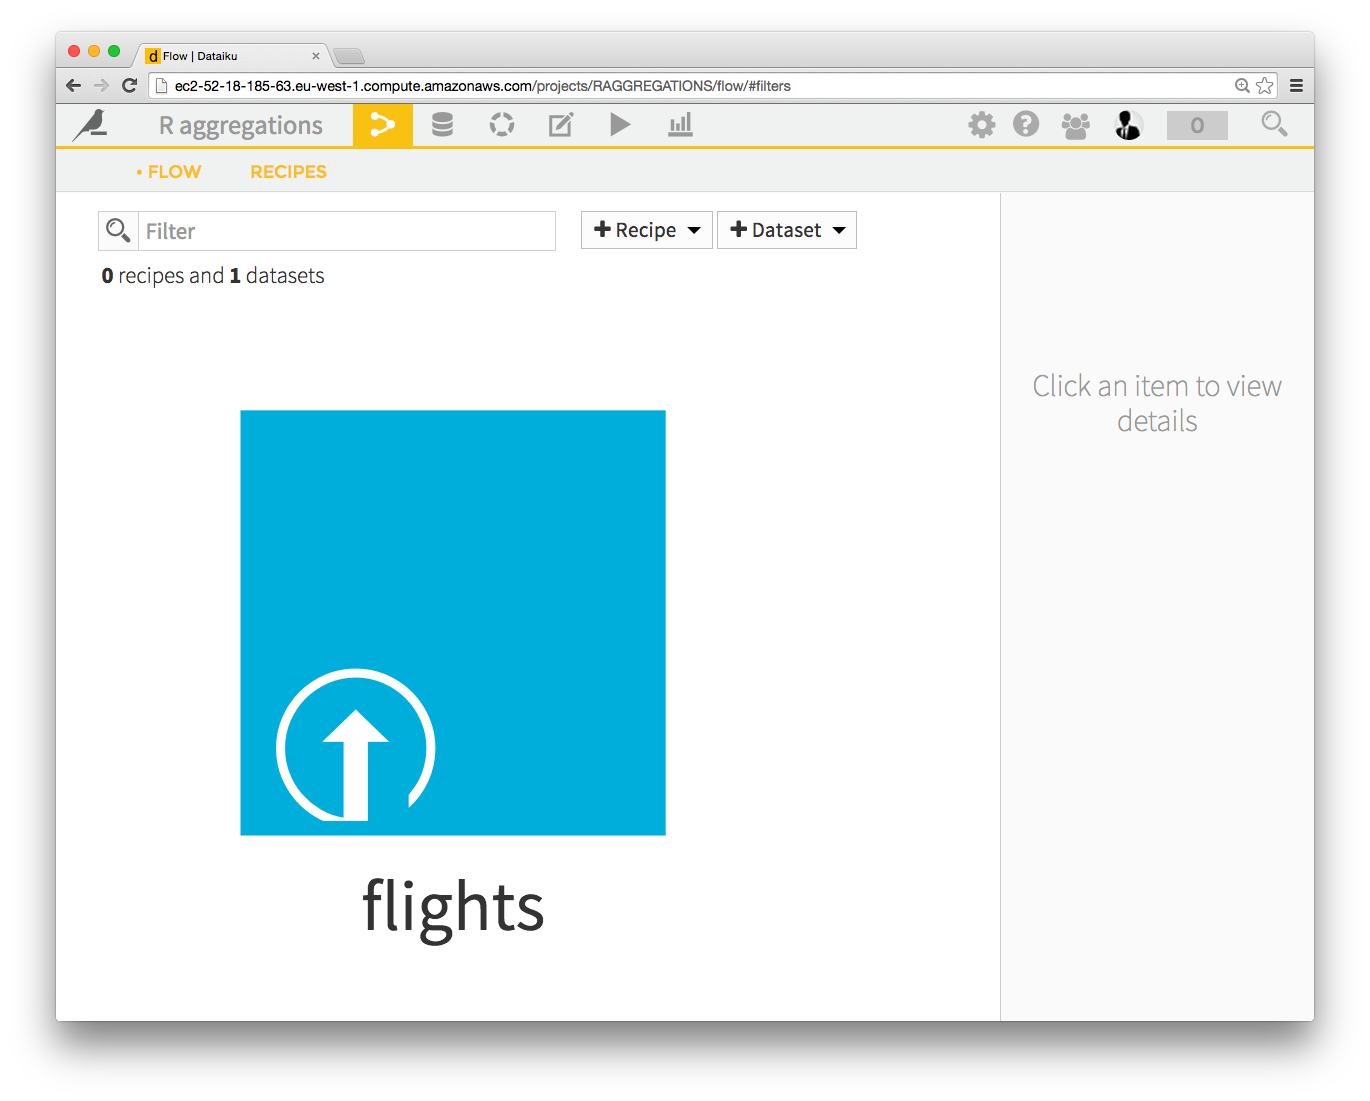 d Flow | Dataiku
ec2-52-18-185-63.eu-west-1.compute.amazonaws.com/projects/RAGGREGATIONS/flow/#filters
R aggregations ? 0
• FLOW RECIPES
Filter + Recipe + Dataset
0 recipes and 1 datasets
Click an item to view
details
flights